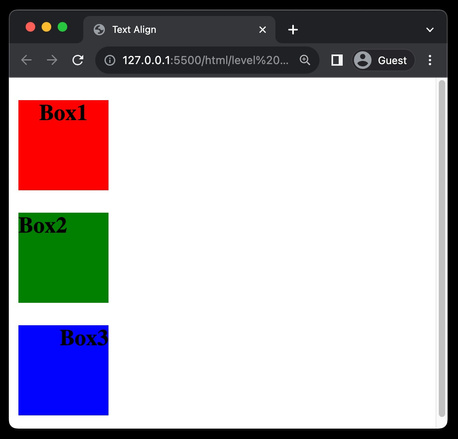 Text Align
127.0.0.1:5500/html/level%20...
Guest
Box1
Box2
Box3